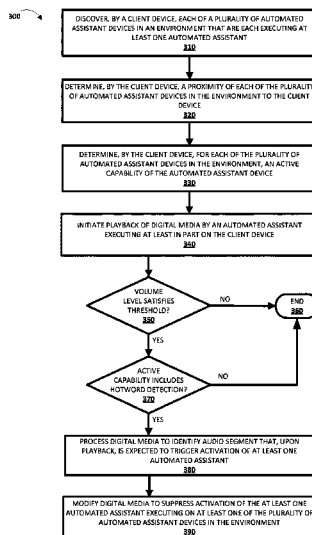 300
DISCOVER, BY A CLIENT DEVICE, EACH OF A PLURALITY OF AUTOMATED
ASSISTANT DEVICES IN AN ENVIRONMENT THAT ARE EACH EXECUTING AT
LEAST ONE AUTOMATED ASSISTANT
310
DETERMINE, BY THE CLIENT DEVICE, A PROXIMITY OF EACH OF THE PLURALITY
OF AUTOMATED ASSISTANT DEVICES IN THE ENVIRONMENT TO THE CLIENT
DEVICE
320
DETERMINE, BY THE CLIENT DEVICE, FOR EACH OF THE PLURALITY OF
AUTOMATED ASSISTANT DEVICES IN THE ENVIRONMENT, AN ACTIVE
CAPABILITY OF THE AUTOMATED ASSISTANT DEVICE
330
INITIATE PLAYBACK OF DIGITAL MEDIA BY AN AUTOMATED ASSISTANT
EXECUTING AT LEAST IN PART ON THE CLIENT DEVICE
340
VOLUME
LEVEL SATISFIES
THRESHOLD?
350
NO
END
360
YES
ACTIVE
CAPABILITY INCLUDES
HOTWORD DETECTION?
370
NO
YES
PROCESS DIGITAL MEDIA TO IDENTIFY AUDIO SEGMENT THAT, UPON
PLAYBACK, IS EXPECTED TO TRIGGER ACTIVATION OF AT LEAST ONE
AUTOMATED ASSISTANT
380
MODIFY DIGITAL MEDIA TO SUPPRESS ACTIVATION OF THE AT LEAST ONE
AUTOMATED ASSISTANT EXECUTING ON AT LEAST ONE OF THE PLURALITY OF
AUTOMATED ASSISTANT DEVICES IN THE ENVIRONMENT
390